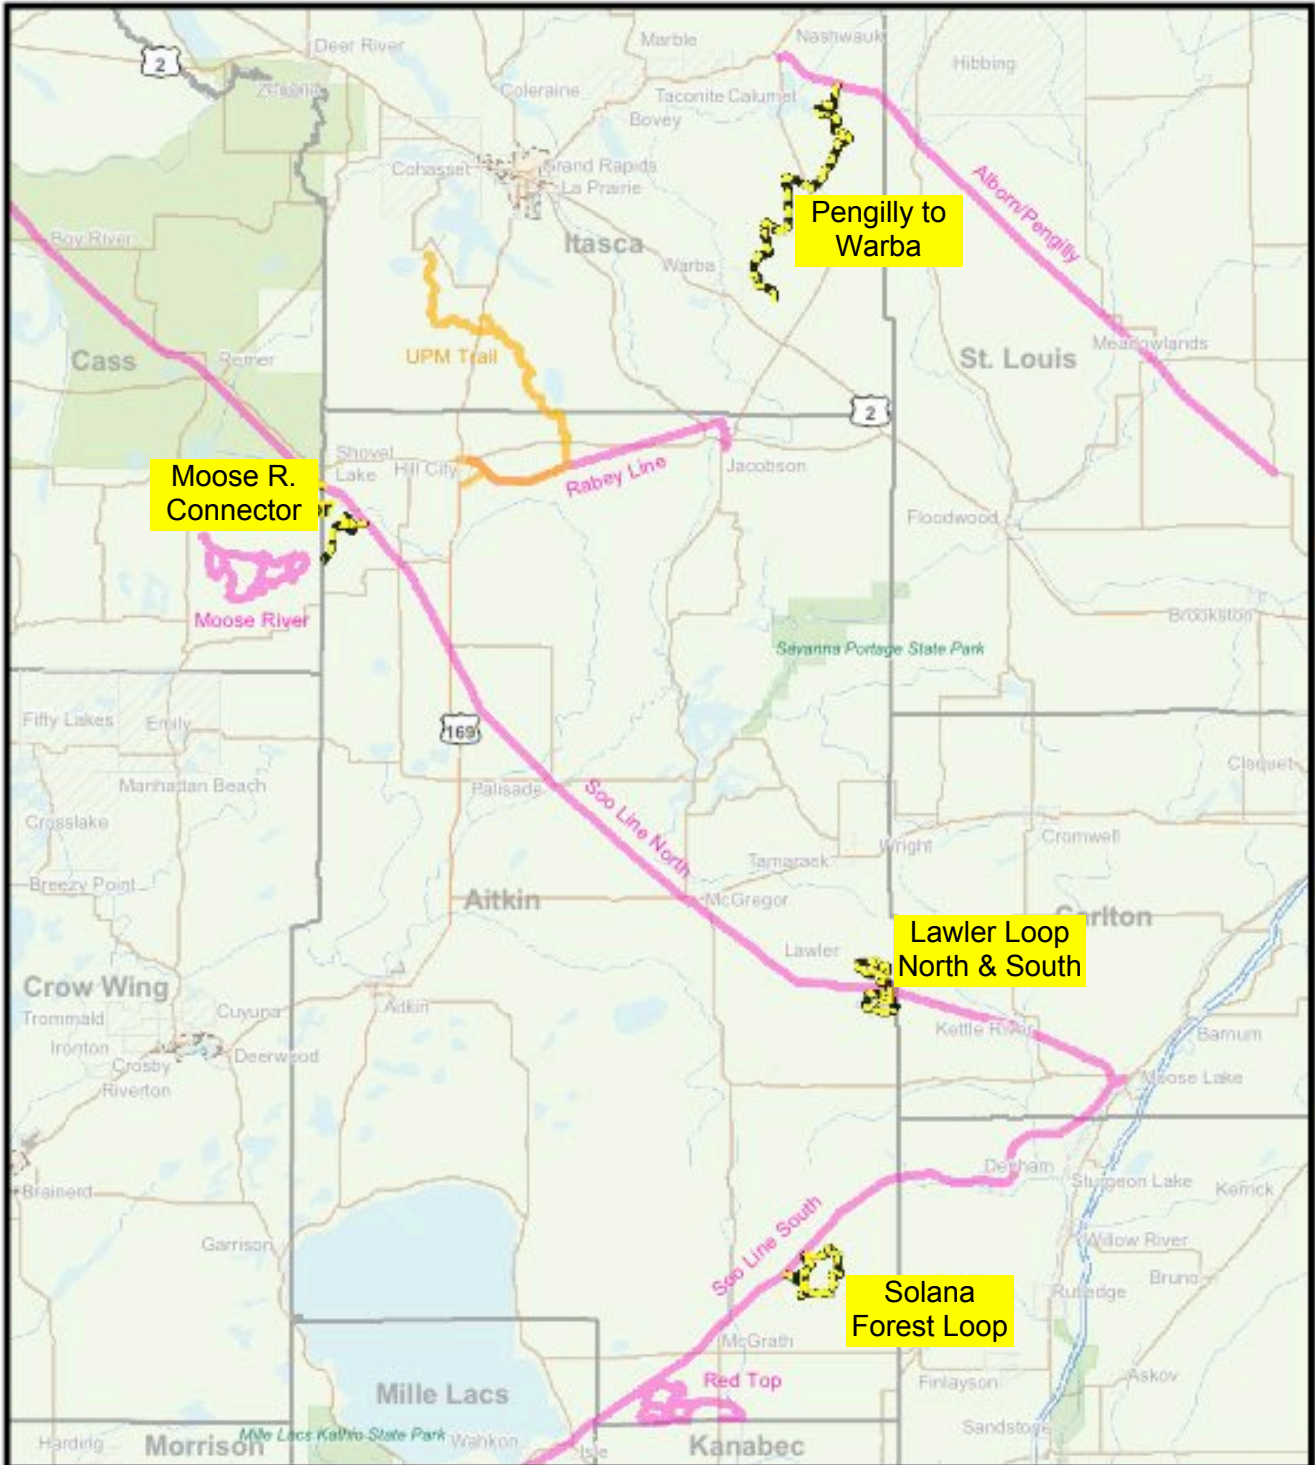 Deer River
Marble
Nashwauk
2
Hibbing
Zemple
Coleraine
Taconite Calumet
Bovey
Cohasset
Grand Rapids
La Prairie
Alborn/Pengilly
Pengilly to
Warba
Boy River
Itasca
Warba
UPM Trail
Cass
Remer
St. Louis
Meadowlands
2
Shovel
Lake
Hill City
Rabey Line
Jacobson
Moose R.
Connector
or
Floodwood
Moose River
Brookston
Savanna Portage State Park
Fifty Lakes
Emily
169
Manhattan Beach
Palisade
Soo Line North
Cloquet
Crosslake
Cromwell
Wright
Tamarack
Breezy Point
Aitkin
McGregor
Carlton
Lawler Loop
North & South
Lawler
Crow Wing
Trommald
Cuyuna
Aitkin
Kettle River
Barnum
Ironton
Crosby
Deerwood
Riverton
Moose Lake
Denham
Sturgeon Lake
Kerrick
Brainerd
Soo Line South
Garrison
Willow River
Bruno
Rutledge
Solana
Forest Loop
McGrath
Red Top
Finlayson
Askov
Mille Lacs
Sandstone
Mille Lacs Kathio State Park
Harding
Morrison
Wahkon
Isle
Kanabec